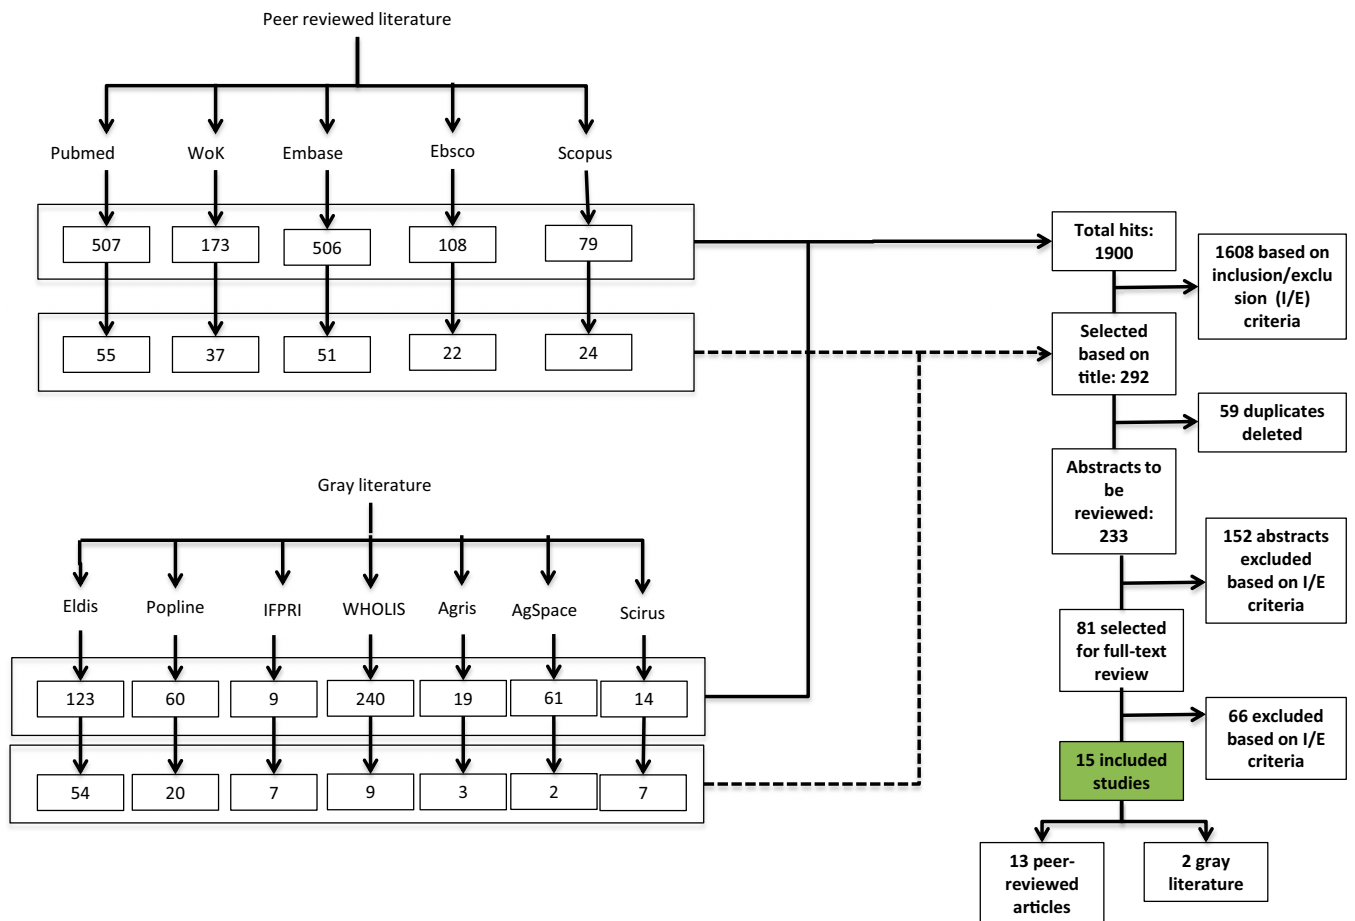 Peer reviewed literature
Pubmed
WoK
Embase
Ebsco
Scopus
507
173
506
108
79
55
37
51
22
24
Gray literature
Eldis
Popline
IFPRI
WHOLIS
Agris
AgSpace
Scirus
123
60
9
240
19
61
14
54
20
7
9
3
2
7
Total hits:
1900
1608 based on
inclusion/exclu
sion (I/E)
criteria
Selected
based on
title: 292
59 duplicates
deleted
Abstracts to
be
reviewed:
233
152 abstracts
excluded
based on I/E
criteria
81 selected
for full-text
review
66 excluded
based on I/E
criteria
15 included
studies
13 peer-
reviewed
articles
2 gray
literature